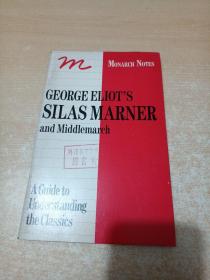 m
MONARCH NOTES
GEORGE ELIOT'S
SILAS MARNER
and Middlemarch
A Guide to
Understanding
the Classics